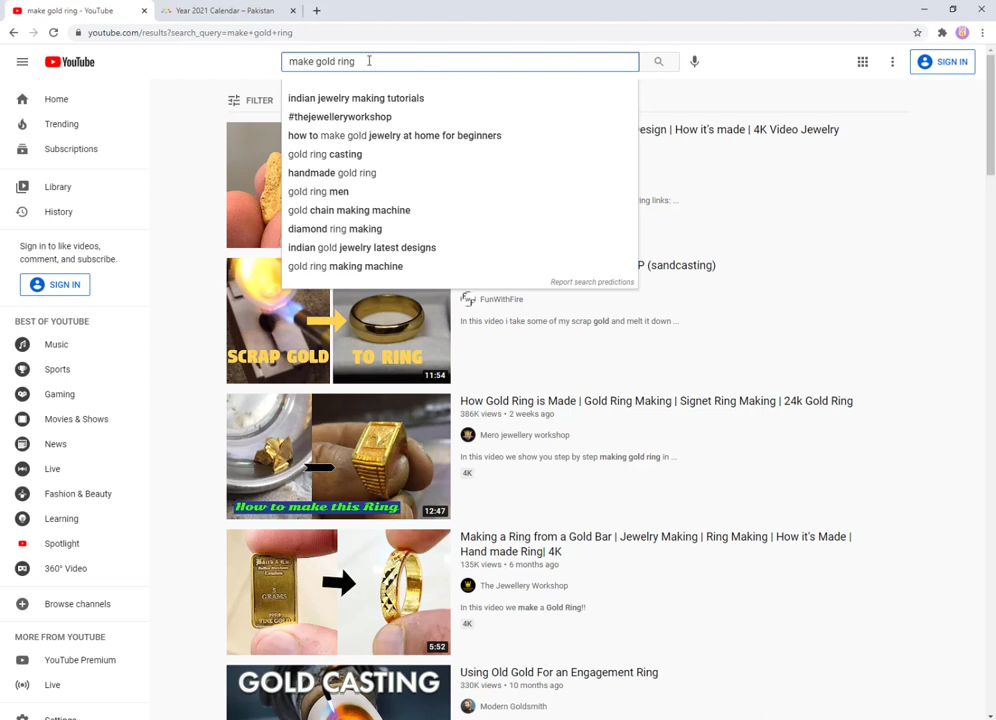 make gold ring - YouTube
Year 2021 Calendar – Pakistan
youtube.com/results?search_query=make+gold+ring
YouTube
make gold ring
SIGN IN
indian jewelry making tutorials
#thejewelleryworkshop
how to make gold jewelry at home for beginners
gold ring casting
handmade gold ring
gold ring men
gold chain making machine
diamond ring making
indian gold jewelry latest designs
gold ring making machine
Report search predictions
Home
Trending
Subscriptions
Library
History
Sign in to like videos,
comment, and subscribe.
SIGN IN
BEST OF YOUTUBE
Music
Sports
Gaming
Movies & Shows
News
Live
Fashion & Beauty
Learning
Spotlight
360° Video
Browse channels
MORE FROM YOUTUBE
YouTube Premium
Live
Settings
FILTER
esign | How it's made | 4K Video Jewelry
ing links: ...
P (sandcasting)
FunWithFire
In this video i take some of my scrap gold and melt it down ...
SCRAP GOLD
TO RING
11:54
How Gold Ring is Made | Gold Ring Making | Signet Ring Making | 24k Gold Ring
386K views • 2 weeks ago
Mero jewellery workshop
In this video we show you step by step making gold ring in ...
4K
How to make this Ring
12:47
Making a Ring from a Gold Bar | Jewelry Making | Ring Making | How it's Made |
Hand made Ring| 4K
135K views • 6 months ago
The Jewellery Workshop
In this video we make a Gold Ring!!
4K
5
GRAMS
5:52
Using Old Gold For an Engagement Ring
330K views • 10 months ago
Modern Goldsmith
GOLD CASTING